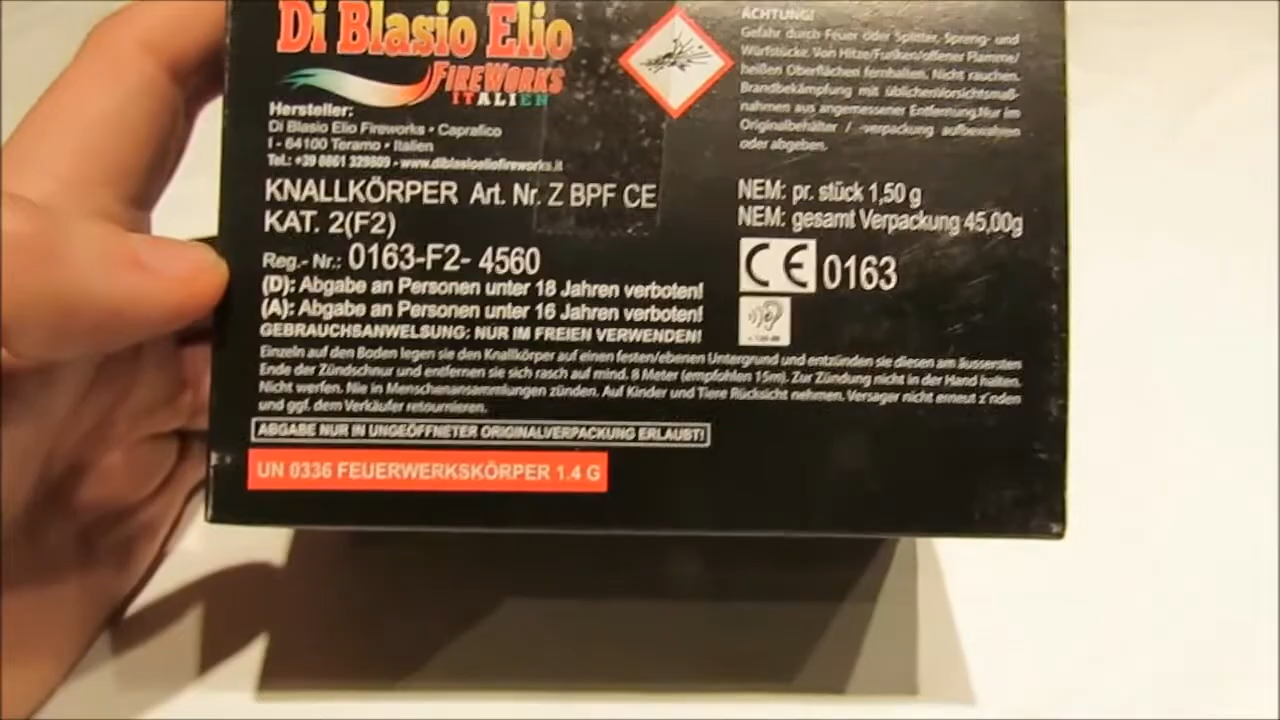 Di Blasio Elio
FIREWORKS
ITALIEN
Hersteller:
Di Blasio Elio Fireworks • Caprafico
I - 64100 Teramo • Italien
Tel.: +39 0861 329809 - www.diblasioeliofireworks.it
KNALLKÖRPER Art. Nr. Z BPF CE
KAT. 2(F2)
Reg.- Nr.: 0163-F2- 4560
(D): Abgabe an Personen unter 18 Jahren verboten!
(A): Abgabe an Personen unter 16 Jahren verboten!
GEBRAUCHSANWELSUNG: NUR IM FREIEN VERWENDEN!
ACHTUNG!
Gefahr durch Feuer oder Splitter, Spreng- und
Wurfstücke. Von Hitze/Funken/offener Flamme/
heißen Oberflächen fernhalten. Nicht rauchen.
Brandbekämpfung mit üblichenVorsichtsmaß-
nahmen aus angemessener Entfernung.Nur im
Originalbehälter / -verpackung aufbewahren
oder abgeben.
NEM: pr. stück 1,50 g
NEM: gesamt Verpackung 45,00g
CE 0163
Einzeln auf den Boden legen sie den Knallkörper auf einen festen/ebenen Untergrund und entzünden sie diesen am äussersten
Ende der Zündschnur und entfernen sie sich rasch auf mind. 8 Meter (empfohlen 15m). Zur Zündung nicht in der Hand halten.
Nicht werfen. Nie in Menschenansammlungen zünden. Auf Kinder und Tiere Rücksicht nehmen. Versager nicht erneut z´nden
und ggf. dem Verkäufer retournieren.
ABGABE NUR IN UNGEÖFFNETER ORIGINALVERPACKUNG ERLAUBT!
UN 0336 FEUERWERKSKÖRPER 1.4 G